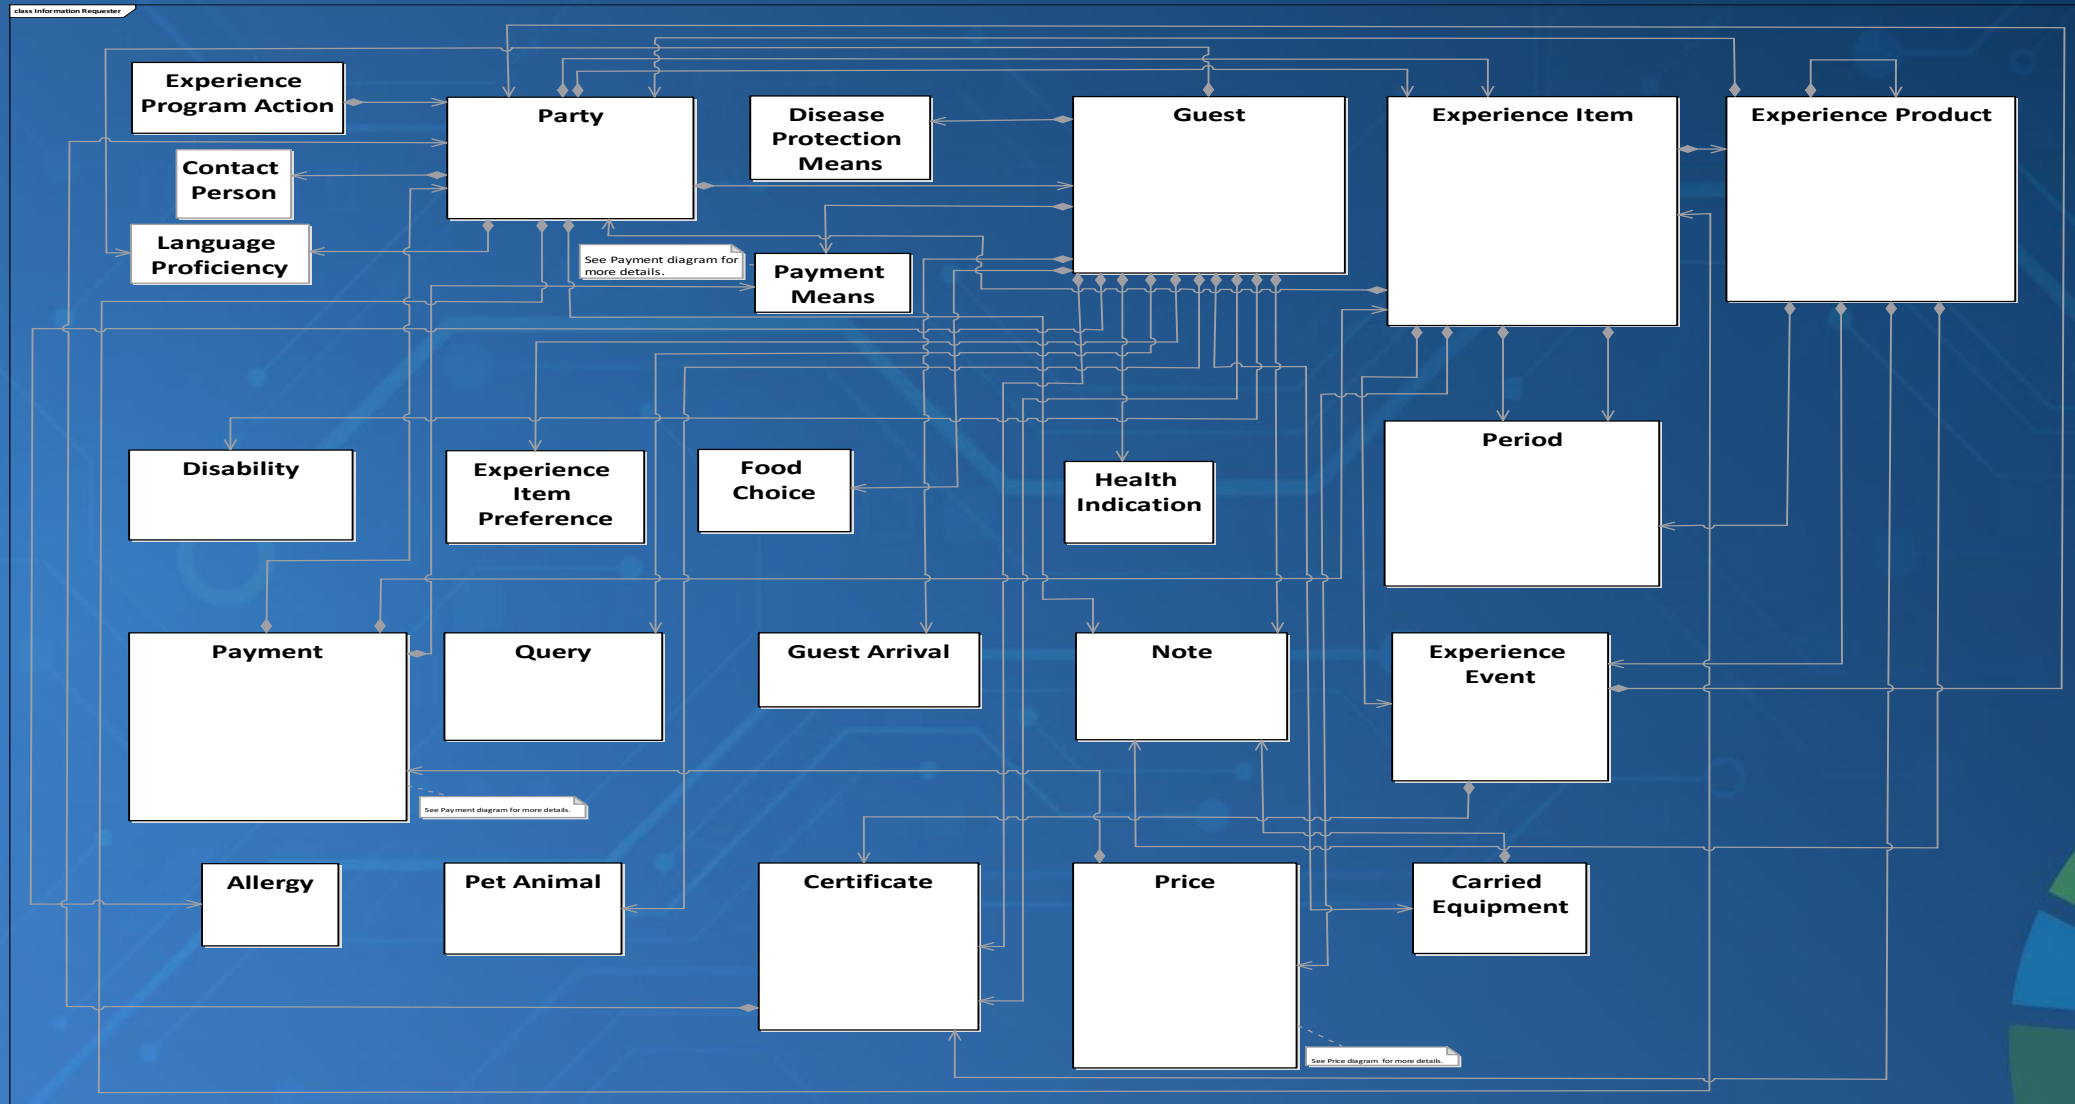 class Information Requester
Experience
Program Action
Party
Disease
Protection
Means
Guest
Experience Item
Experience Product
Contact
Person
Language
Proficiency
See Payment diagram for
more details.
Payment
Means
Disability
Experience
Item
Preference
Food
Choice
Health
Indication
Period
Payment
Query
Guest Arrival
Note
Experience
Event
See Payment diagram for more details.
Allergy
Pet Animal
Certificate
Price
Carried
Equipment
See Price diagram for more details.